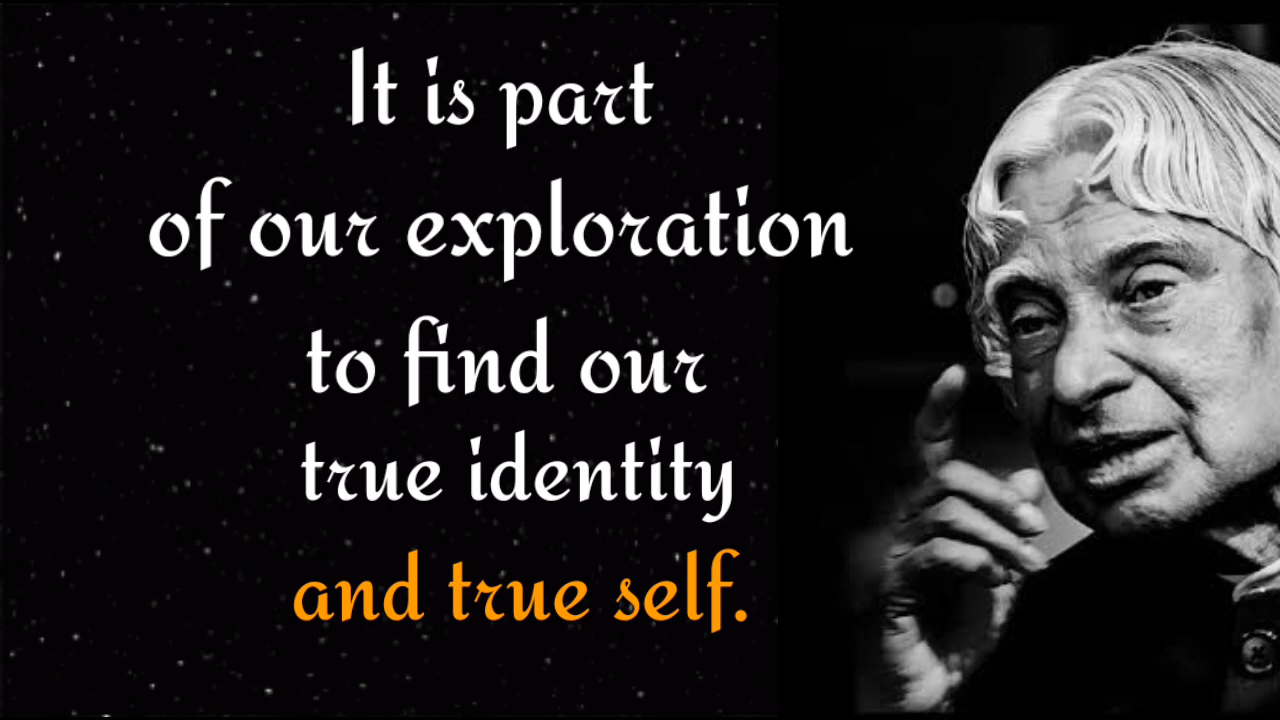 It is part
of our exploration
to find our
true identity
and true self.